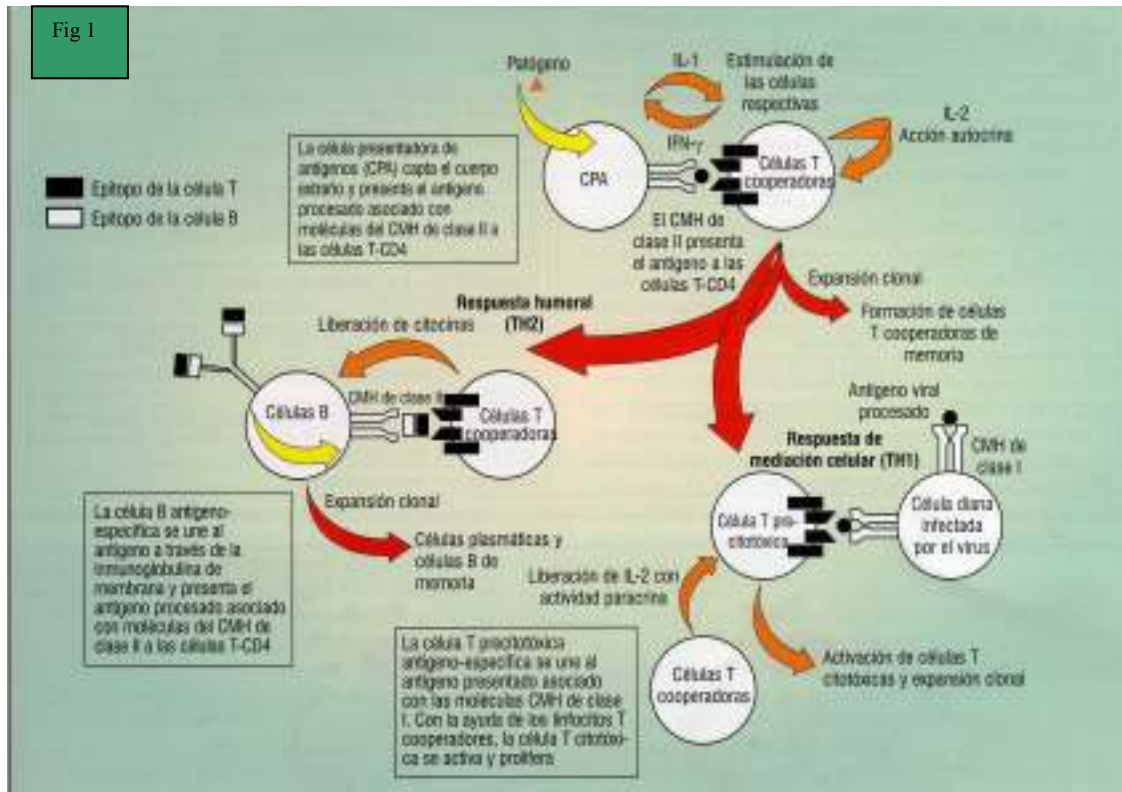 Fig 1
Patógeno
IL-1
Estimulación de
las células
respectivas
IL-2
Acción autocrina
IFN-γ
CPA
Células T
cooperadoras
La célula presentadora de
antígenos (CPA) capta el cuerpo
extraño y presenta el antígeno
procesado asociado con
moléculas del CMH de clase II a
las células T-CD4
Epítopo de la célula T
Epítopo de la célula B
El CMH de
clase II presenta
el antígeno a las
células T-CD4
Expansión clonal
Formación de células
T cooperadoras de
memoria
Respuesta humoral
(TH2)
Liberación de citocinas
Células B
CMH de clase II
Células T
cooperadoras
Antígeno viral
procesado
CMH de
clase I
Respuesta de
mediación celular (TH1)
Célula T pre-
citotóxica
Célula diana
infectada
por el virus
La célula B antígeno-
específica se une al
antígeno a través de la
inmunoglobulina de
membrana y presenta el
antígeno procesado asociado
con moléculas del CMH de
clase II a las células T-CD4
Expansión clonal
Células plasmáticas y
células B de
memoria
Liberación de IL-2 con
actividad paracrina
La célula T precitotóxica
antígeno-específica se une al
antígeno presentado asociado
con las moléculas CMH de clase
I. Con la ayuda de los linfocitos T
cooperadores, la célula T citotóxi-
ca se activa y prolifera
Células T
cooperadoras
Activación de células T
citotóxicas y expansión clonal